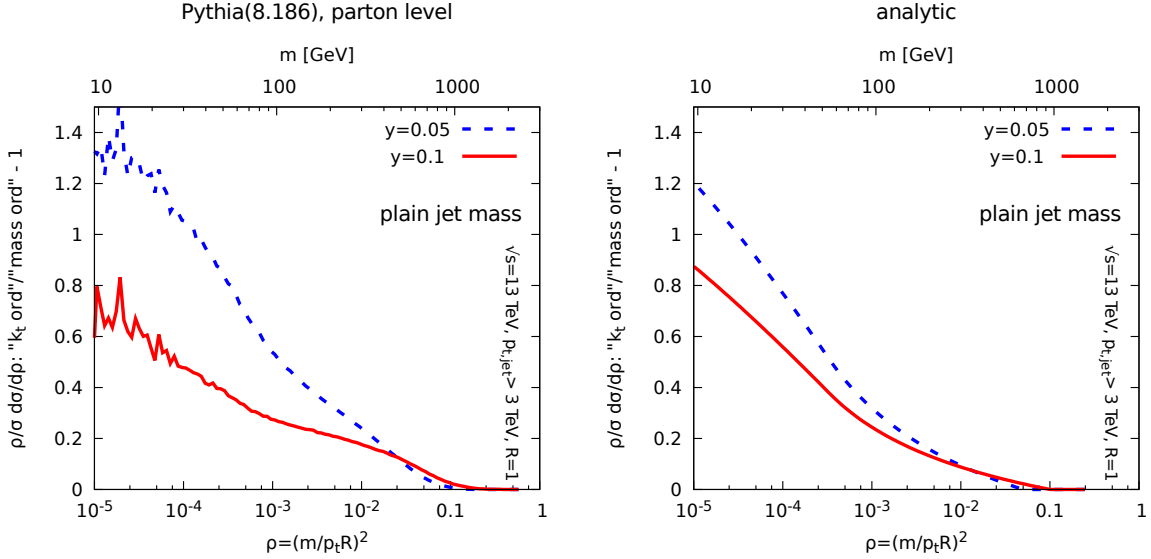 Pythia(8.186), parton level
m [GeV]
10 100 1000
ρ/σ dσ/dρ: "kt ord"/"mass ord" - 1
1.4
1.2
1
0.8
0.6
0.4
0.2
0
y=0.05
y=0.1
plain jet mass
√s=13 TeV, pt,jet> 3 TeV, R=1
10-5 10-4 10-3 10-2 0.1 1
ρ=(m/ptR)2
analytic
m [GeV]
10 100 1000
ρ/σ dσ/dρ: "kt ord"/"mass ord" - 1
1.4
1.2
1
0.8
0.6
0.4
0.2
0
y=0.05
y=0.1
plain jet mass
√s=13 TeV, pt,jet> 3 TeV, R=1
10-5 10-4 10-3 10-2 0.1 1
ρ=(m/ptR)2